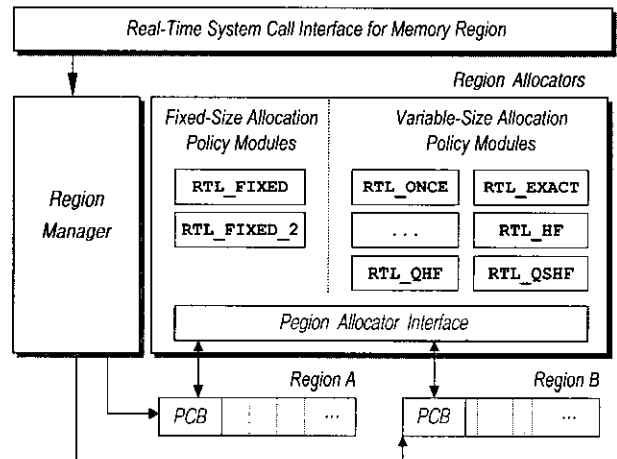 Real-Time System Call Interface for Memory Region
Region Allocators
Region
Manager
Fixed-Size Allocation
Policy Modules
RTL_FIXED
RTL_FIXED_2
Variable-Size Allocation
Policy Modules
RTL_ONCE
RTL_EXACT
...
RTL_HF
RTL_QHF
RTL_QSHF
Pegion Allocator Interface
Region A
PCB
...
Region B
PCB
...